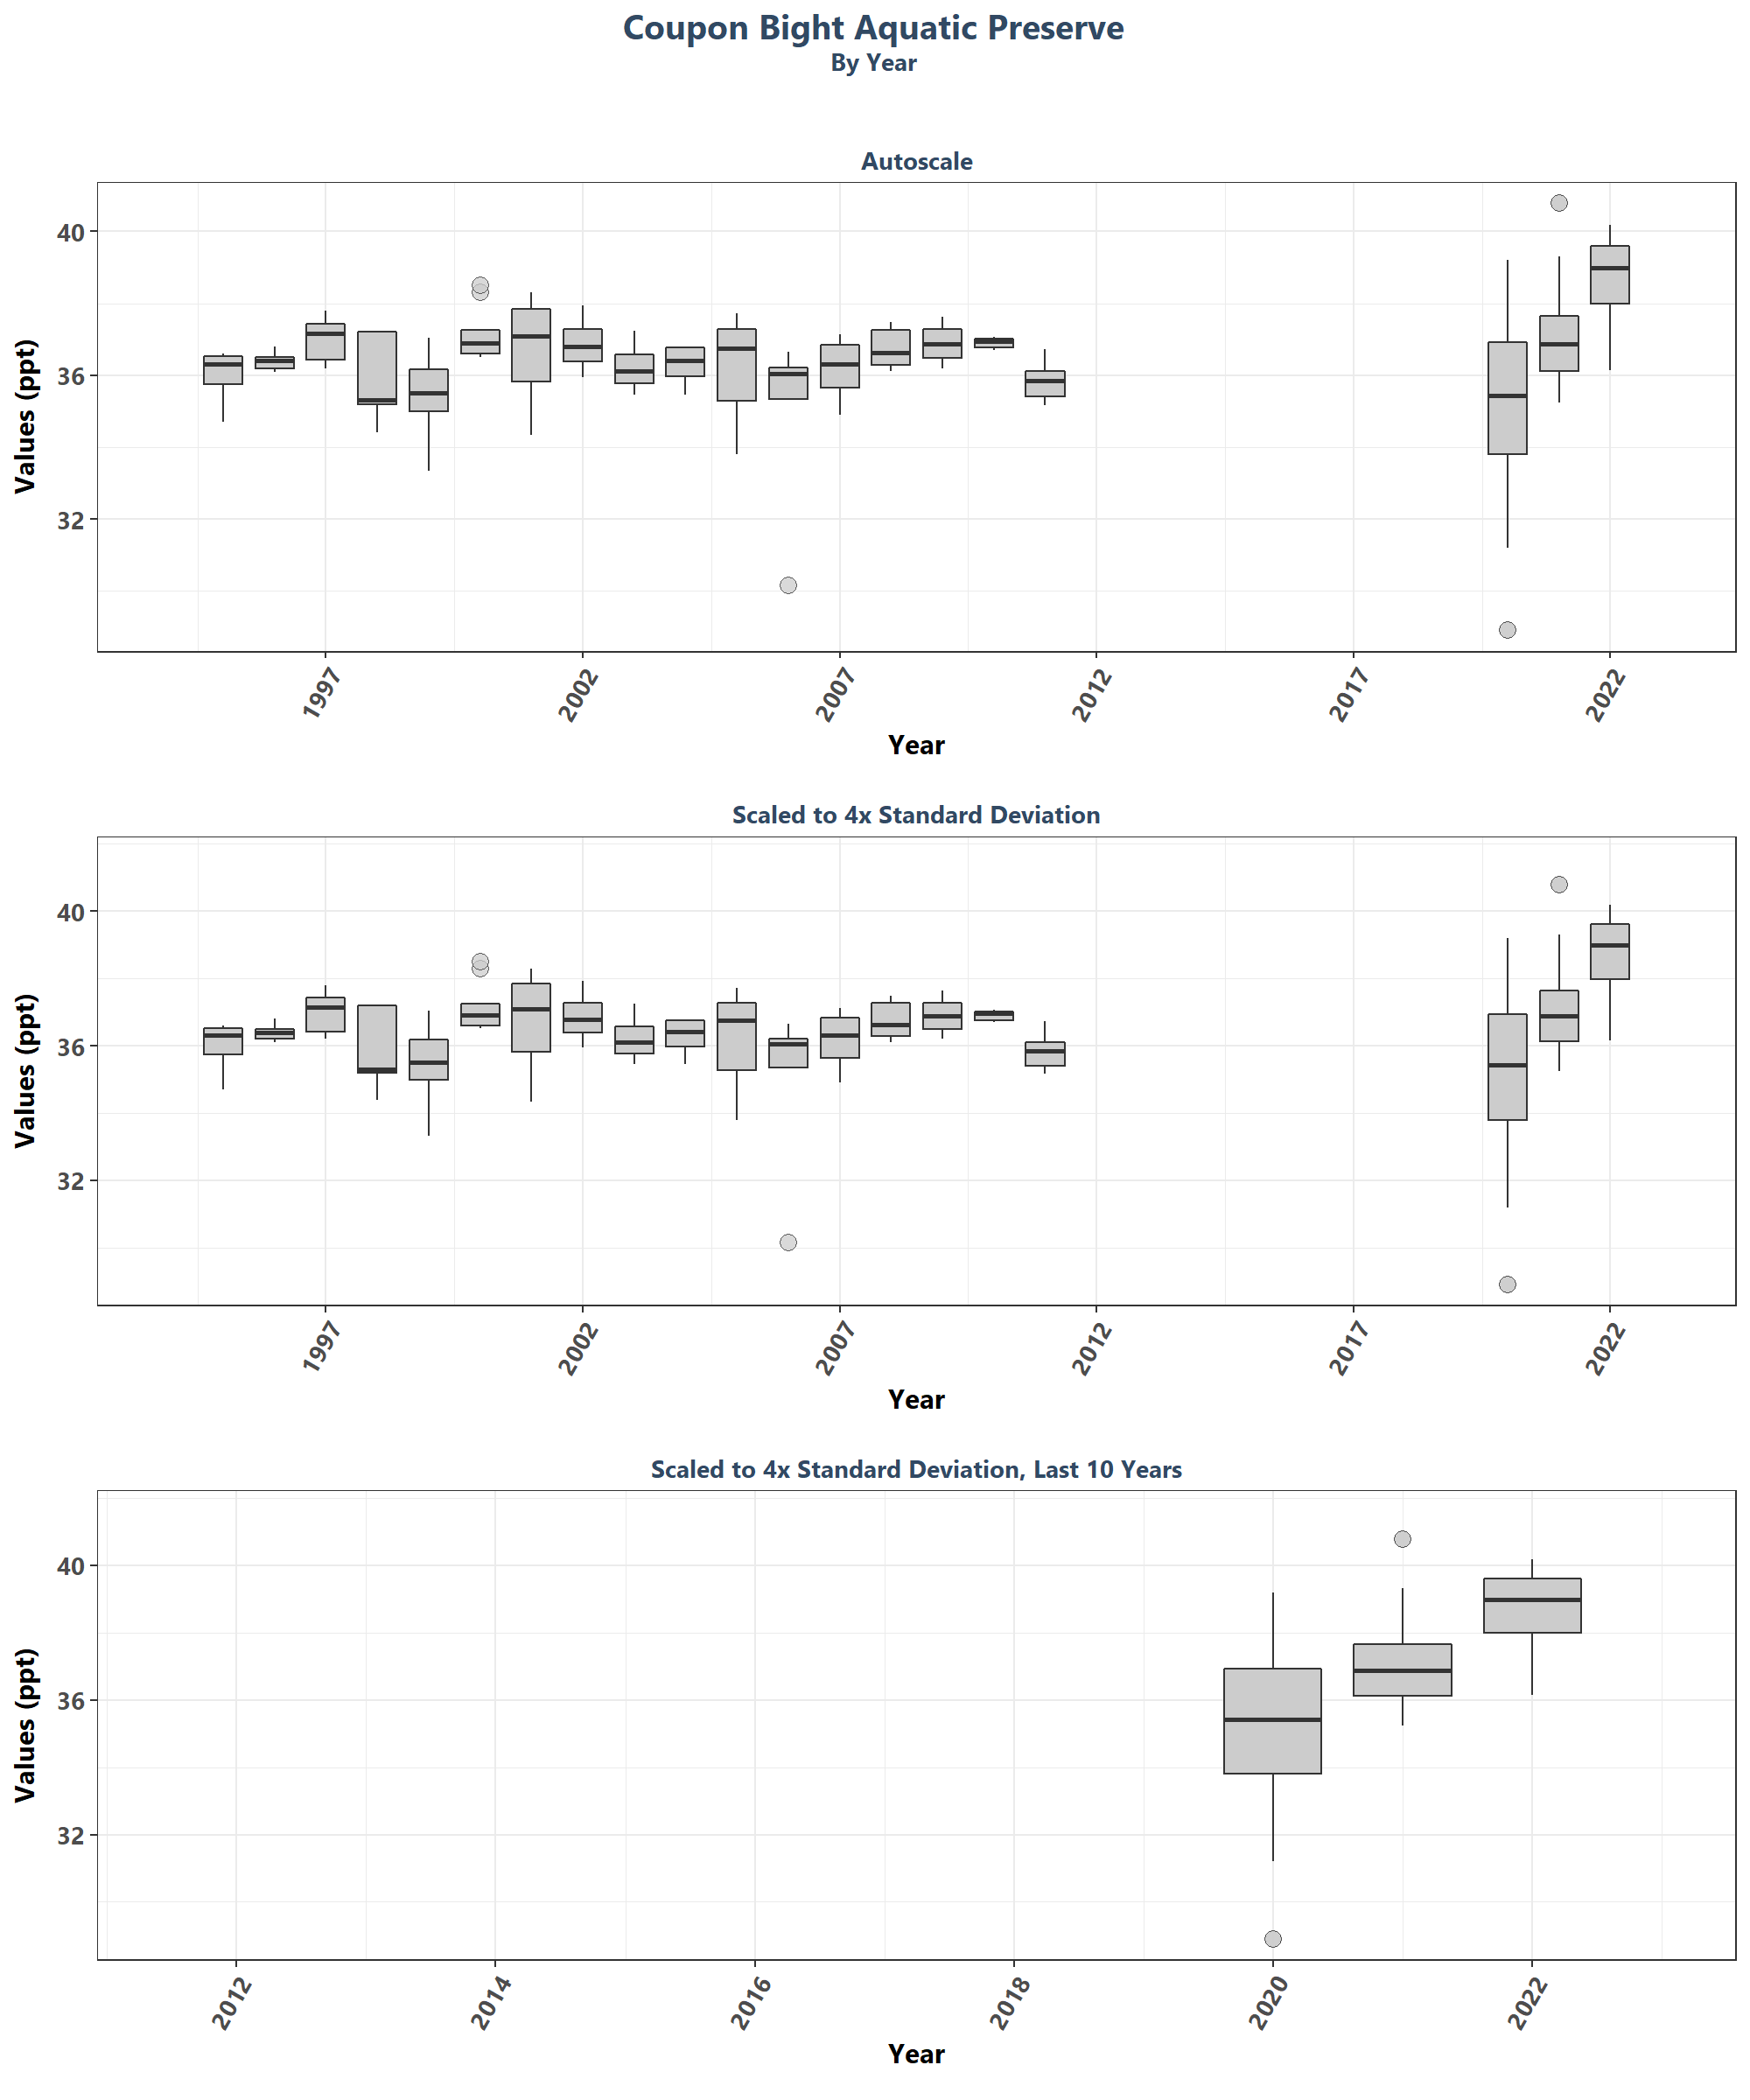 Coupon Bight Aquatic Preserve
By Year
Autoscale
Values (ppt)
40
36
32
1997 2002 2007 2012 2017 2022
Year
Scaled to 4x Standard Deviation
Values (ppt)
40
36
32
1997 2002 2007 2012 2017 2022
Year
Scaled to 4x Standard Deviation, Last 10 Years
Values (ppt)
40
36
32
2012 2014 2016 2018 2020 2022
Year